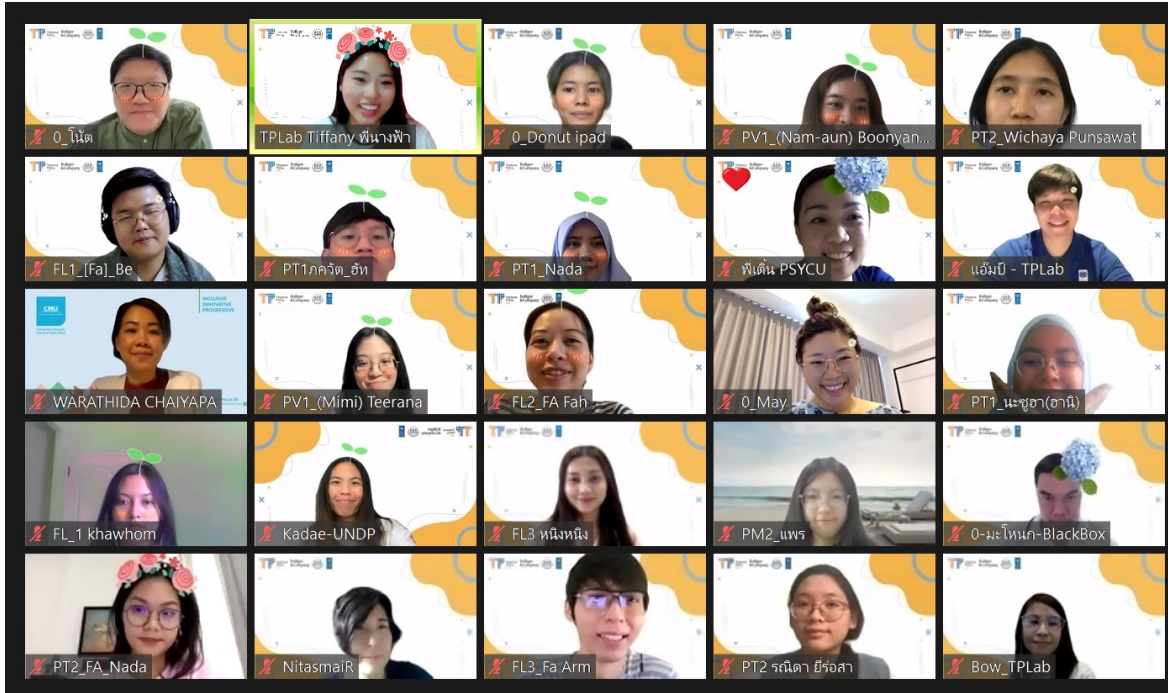 0_โน้ต
TPLab Tiffany พี่นางฟ้า
0_Donut ipad
PV1_(Nam-aun) Boonyan...
PT2_Wichaya Punsawat
FL1_[Fa]_Be
PT1ภควัต_ฮัท
PT1_Nada
พี่เติ้น PSYCU
แอ๊มป์ - TPLab
CMU
INCLUSIVE
INNOVATIVE
PROGRESSIVE
WARATHIDA CHAIYAPA
PV1_(Mimi) Teerana
FL2_FA Fah
0_May
PT1_นะซูฮา(ฮานิ)
FL_1 khawhom
Kadae-UNDP
FL3 หนิงหนิง
PM2_แพร
0-มะโหนก-BlackBox
PT2_FA_Nada
NitasmaiR
FL3_Fa Arm
PT2 รณิดา ยีร่อสา
Bow_TPLab